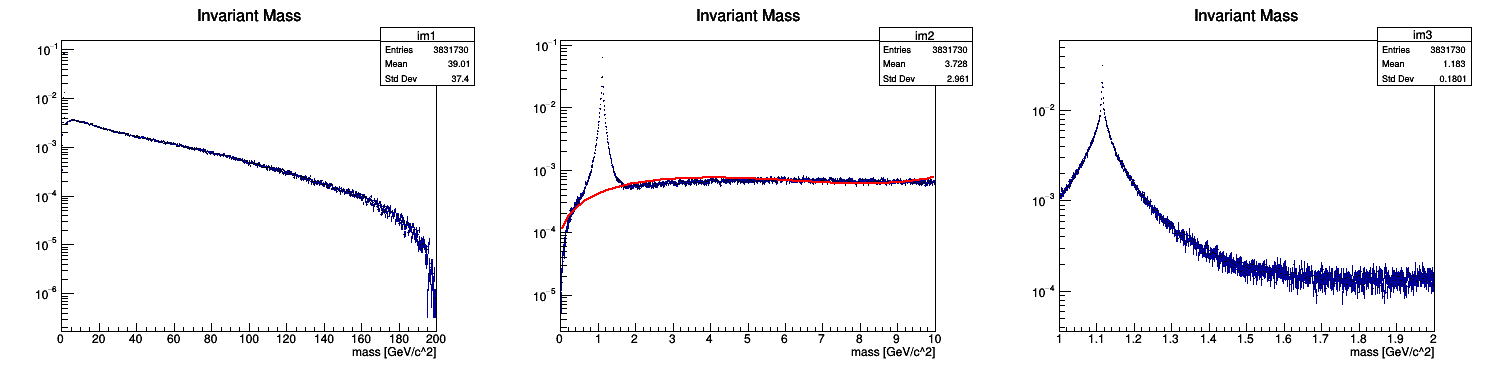 Invariant Mass
im1
Entries 3831730
Mean 39.01
Std Dev 37.4
10⁻¹
10⁻²
10⁻³
10⁻⁴
10⁻⁵
10⁻⁶
0 20 40 60 80 100 120 140 160 180 200
mass [GeV/c^2]
Invariant Mass
im2
Entries 3831730
Mean 3.728
Std Dev 2.961
10⁻¹
10⁻²
10⁻³
10⁻⁴
10⁻⁵
0 1 2 3 4 5 6 7 8 9 10
mass [GeV/c^2]
Invariant Mass
im3
Entries 3831730
Mean 1.183
Std Dev 0.1801
10⁻²
10⁻³
10⁻⁴
1 1.1 1.2 1.3 1.4 1.5 1.6 1.7 1.8 1.9 2
mass [GeV/c^2]